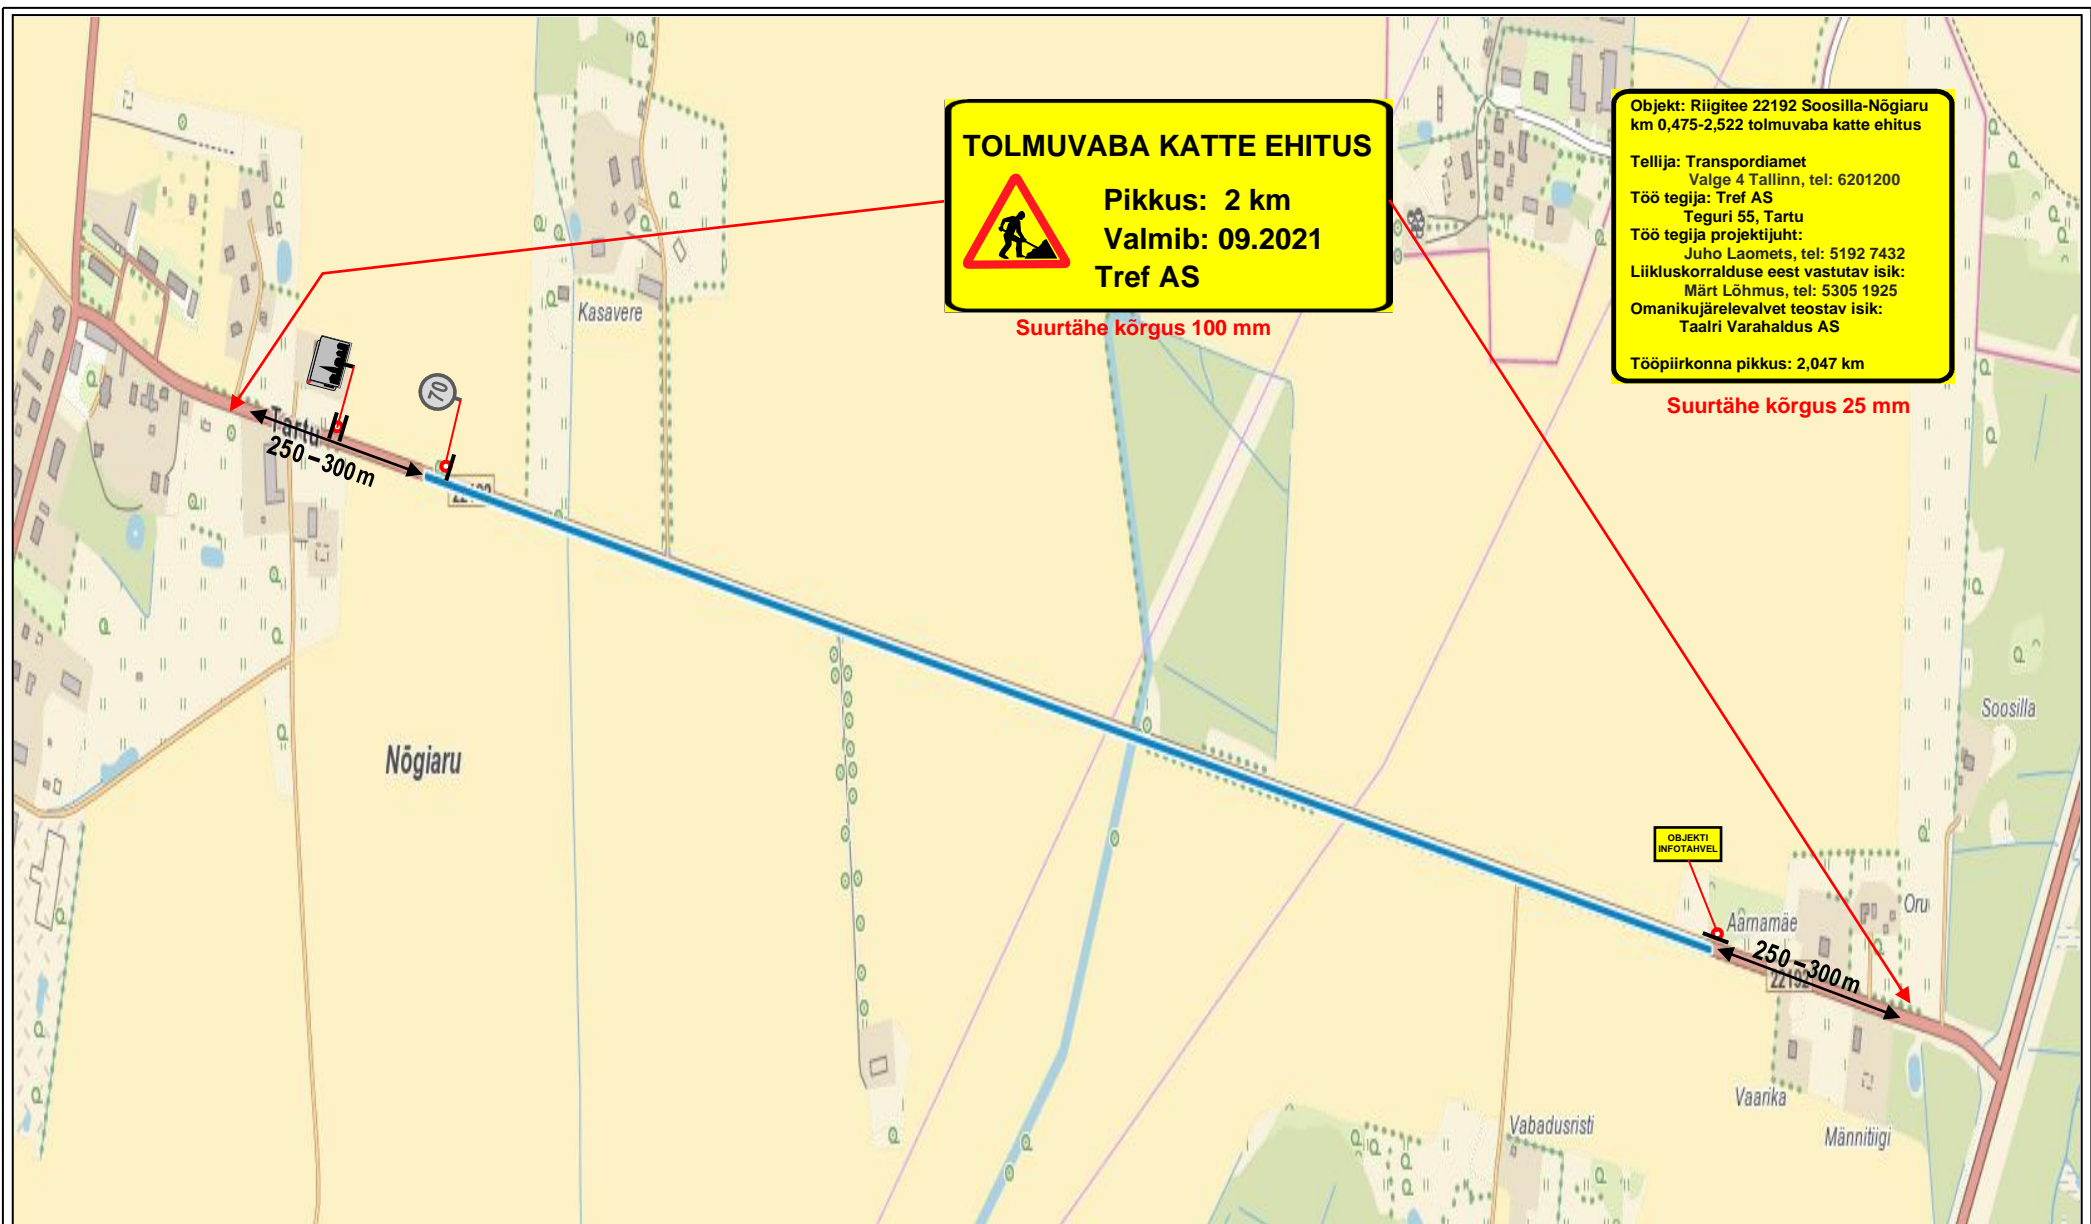 TOLMUVABA KATTE EHITUS
Pikkus: 2 km
Valmib: 09.2021
Tref AS
Suurtähe kõrgus 100 mm
Objekt: Riigitee 22192 Soosilla-Nõgiaru
km 0,475-2,522 tolmuvaba katte ehitus
Tellija: Transpordiamet
Valge 4 Tallinn, tel: 6201200
Töö tegija: Tref AS
Teguri 55, Tartu
Töö tegija projektijuht:
Juho Laomets, tel: 5192 7432
Liikluskorralduse eest vastutav isik:
Märt Lõhmus, tel: 5305 1925
Omanikujärelevalvet teostav isik:
Taalri Varahaldus AS
Tööpiirkonna pikkus: 2,047 km
Suurtähe kõrgus 25 mm
Kasavere
70
Tartu
250-300m
22192
Nõgiaru
Soosilla
OBJEKTI
INFOTAHVEL
Oru
Äärnamäe
250-300m
22192
Vaarika
Vabadusristi
Männitiigi